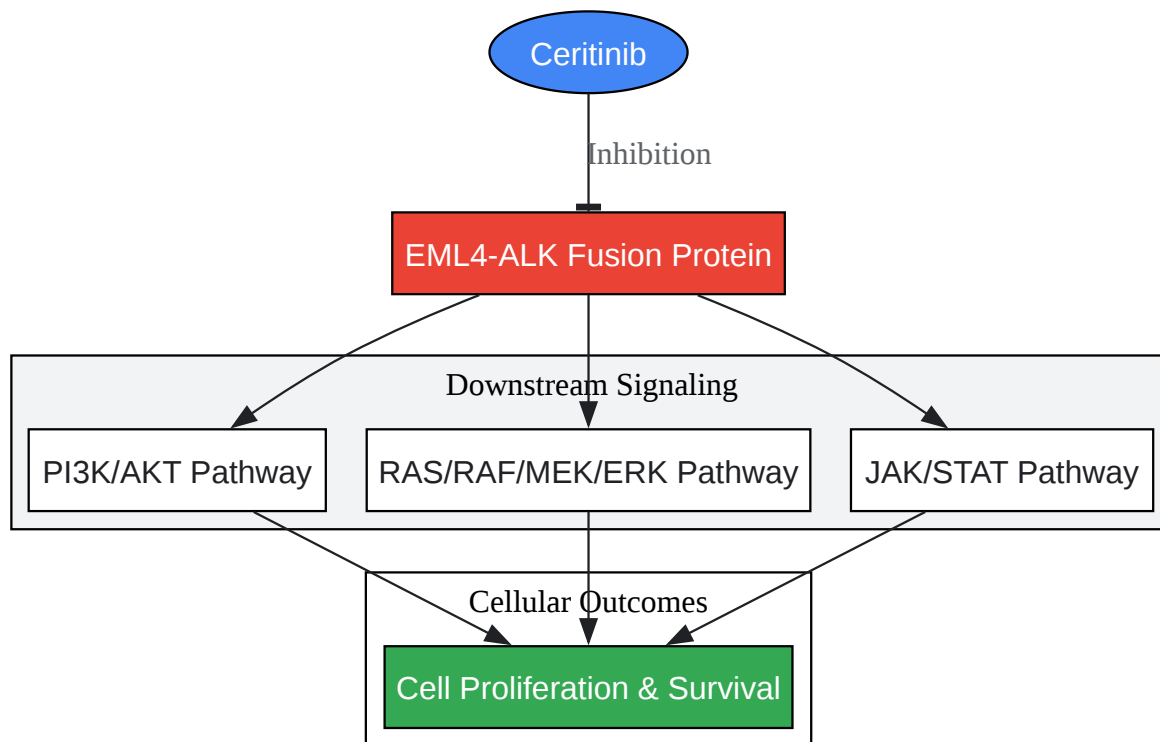 Ceritinib
Inhibition
EML4-ALK Fusion Protein
Downstream Signaling
PI3K/AKT Pathway
RAS/RAF/MEK/ERK Pathway
JAK/STAT Pathway
Cellular Outcomes
Cell Proliferation & Survival